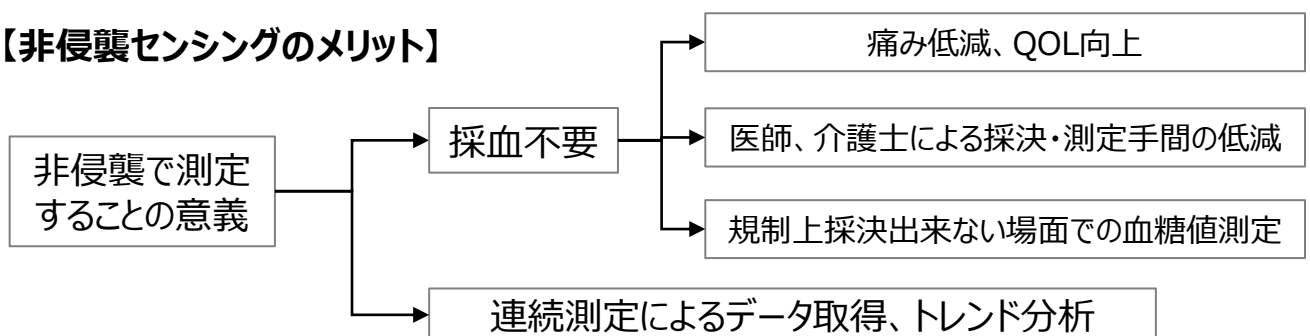 【非侵襲センシングのメリット】
非侵襲で測定
することの意義
採血不要
痛み低減、QOL向上
医師、介護士による採決・測定手間の低減
規制上採決出来ない場面での血糖値測定
連続測定によるデータ取得、トレンド分析